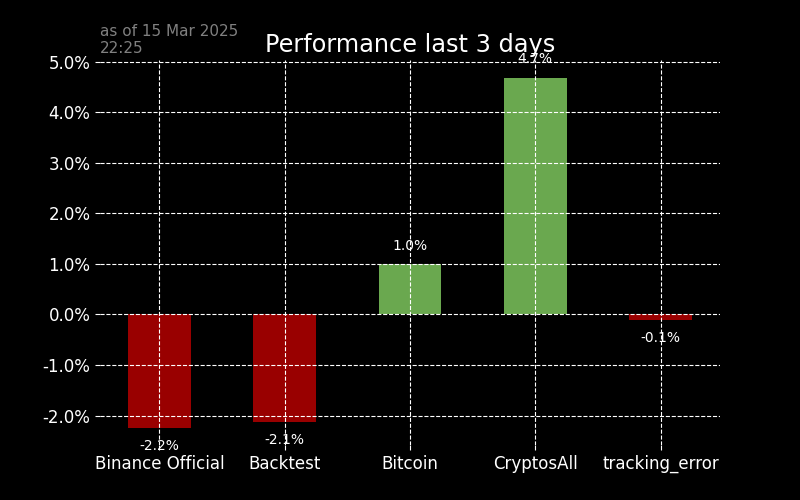 as of 15 Mar 2025
22:25
Performance last 3 days
5.0%
4.7%
4.0%
3.0%
2.0%
1.0%
1.0%
0.0%
-0.1%
-1.0%
-2.0%
-2.2%
-2.1%
Binance Official
Backtest
Bitcoin
CryptosAll
tracking_error